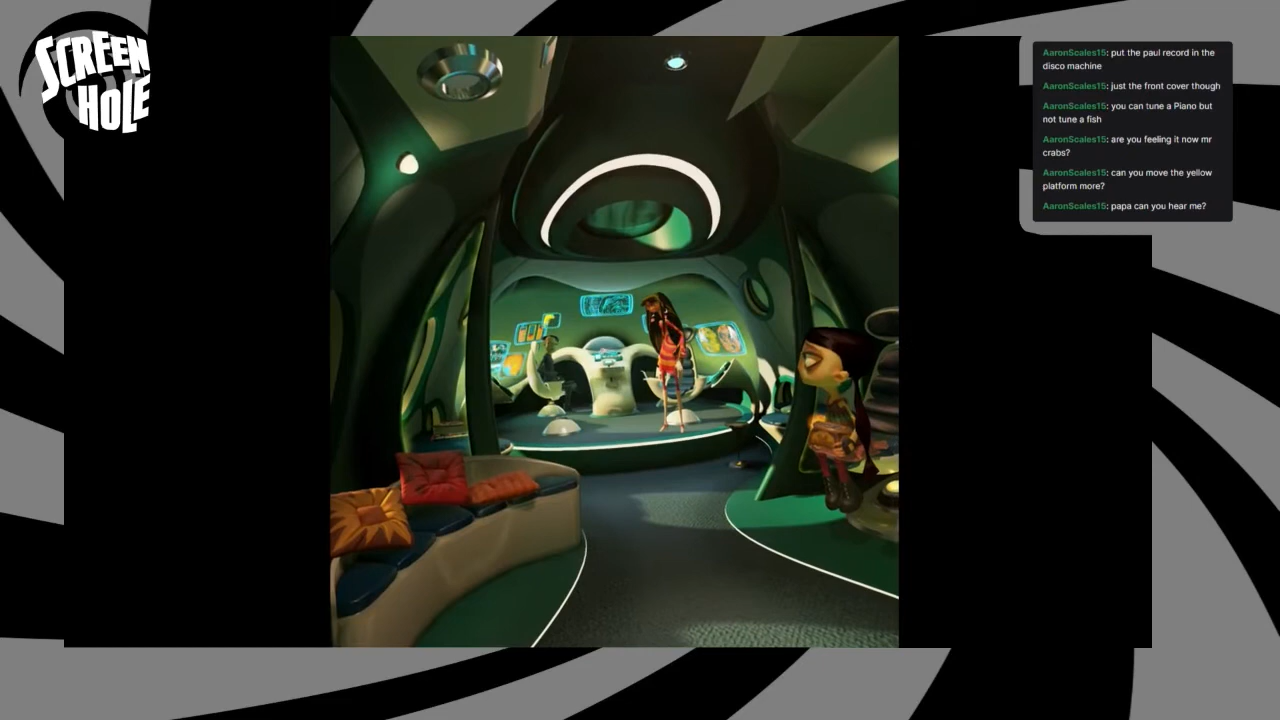 SCREEN
HOLE
AaronScales15: put the paul record in the
disco machine
AaronScales15: just the front cover though
AaronScales15: you can tune a Piano but
not tune a fish
AaronScales15: are you feeling it now mr
crabs?
AaronScales15: can you move the yellow
platform more?
AaronScales15: papa can you hear me?